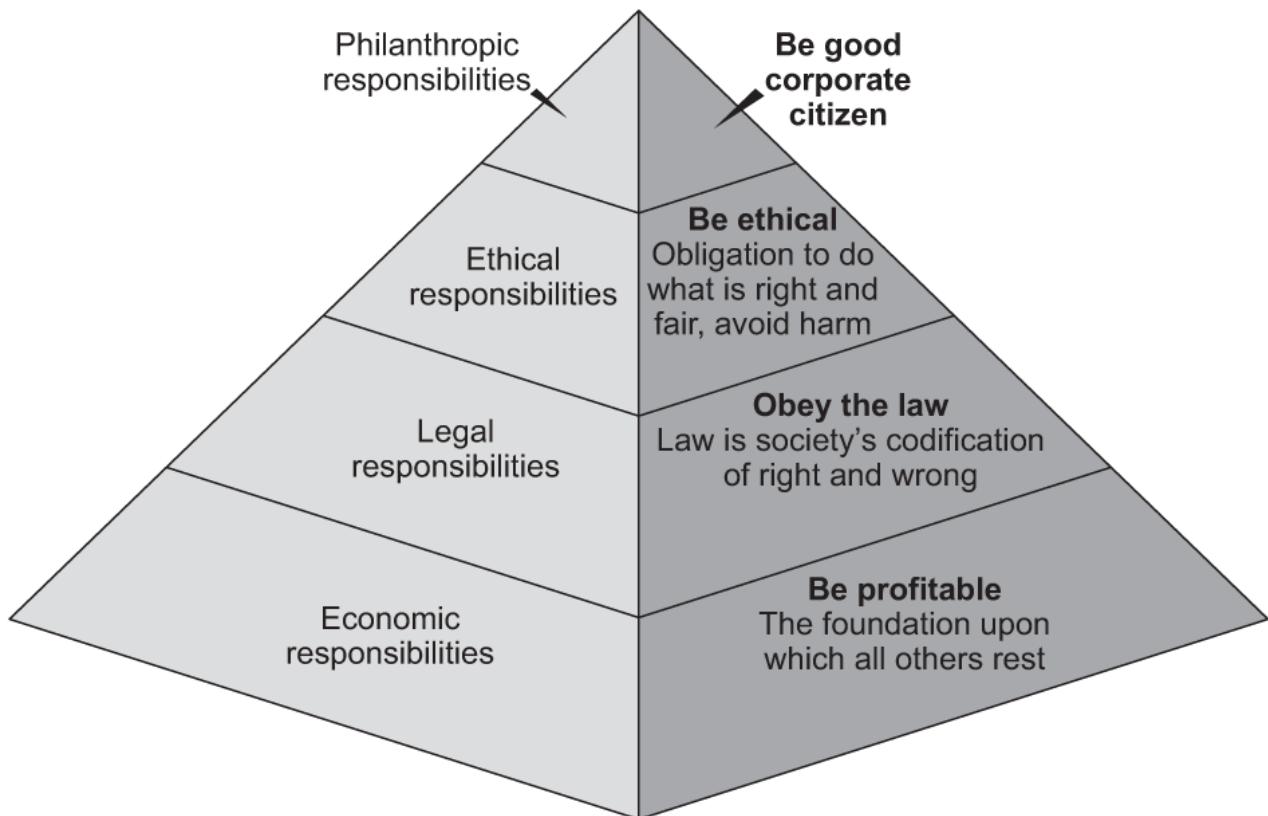 Philanthropic
responsibilities
Be good
corporate
citizen
Ethical
responsibilities
Be ethical
Obligation to do
what is right and
fair, avoid harm
Legal
responsibilities
Obey the law
Law is society’s codification
of right and wrong
Economic
responsibilities
Be profitable
The foundation upon
which all others rest